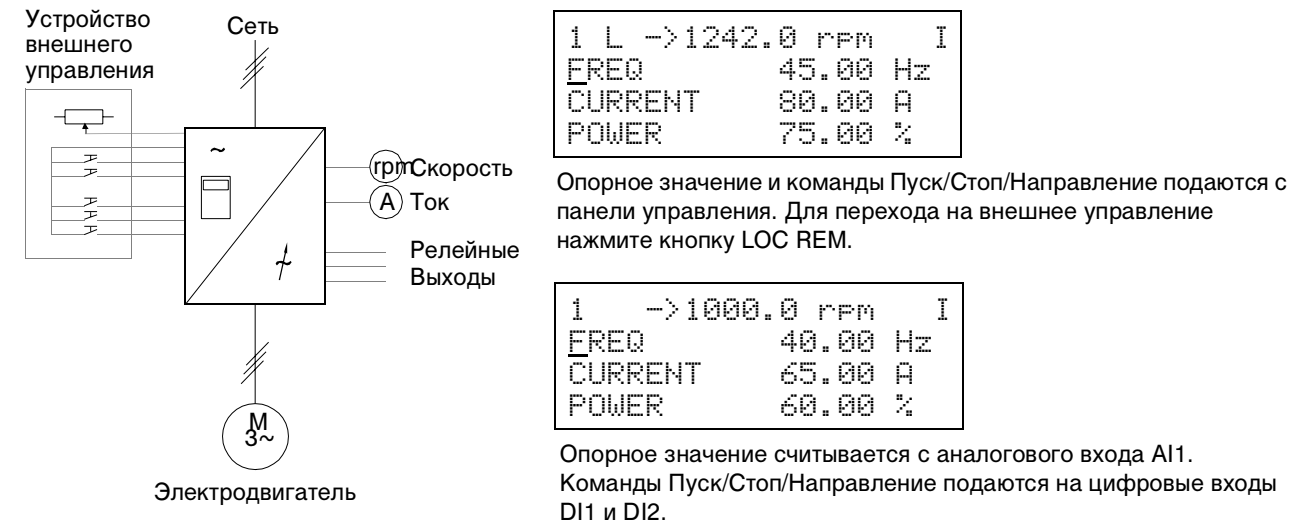 Устройство
внешнего
управления
Сеть
~
rpm Скорость
A Ток
Релейные
Выходы
~
M
3~
Электродвигатель
1 L ->1242.0 rpm I
FREQ 45.00 Hz
CURRENT 80.00 A
POWER 75.00 %
Опорное значение и команды Пуск/Стоп/Направление подаются с
панели управления. Для перехода на внешнее управление
нажмите кнопку LOC REM.
1 ->1000.0 rpm I
FREQ 40.00 Hz
CURRENT 65.00 A
POWER 60.00 %
Опорное значение считывается с аналогового входа AI1.
Команды Пуск/Стоп/Направление подаются на цифровые входы
DI1 и DI2.